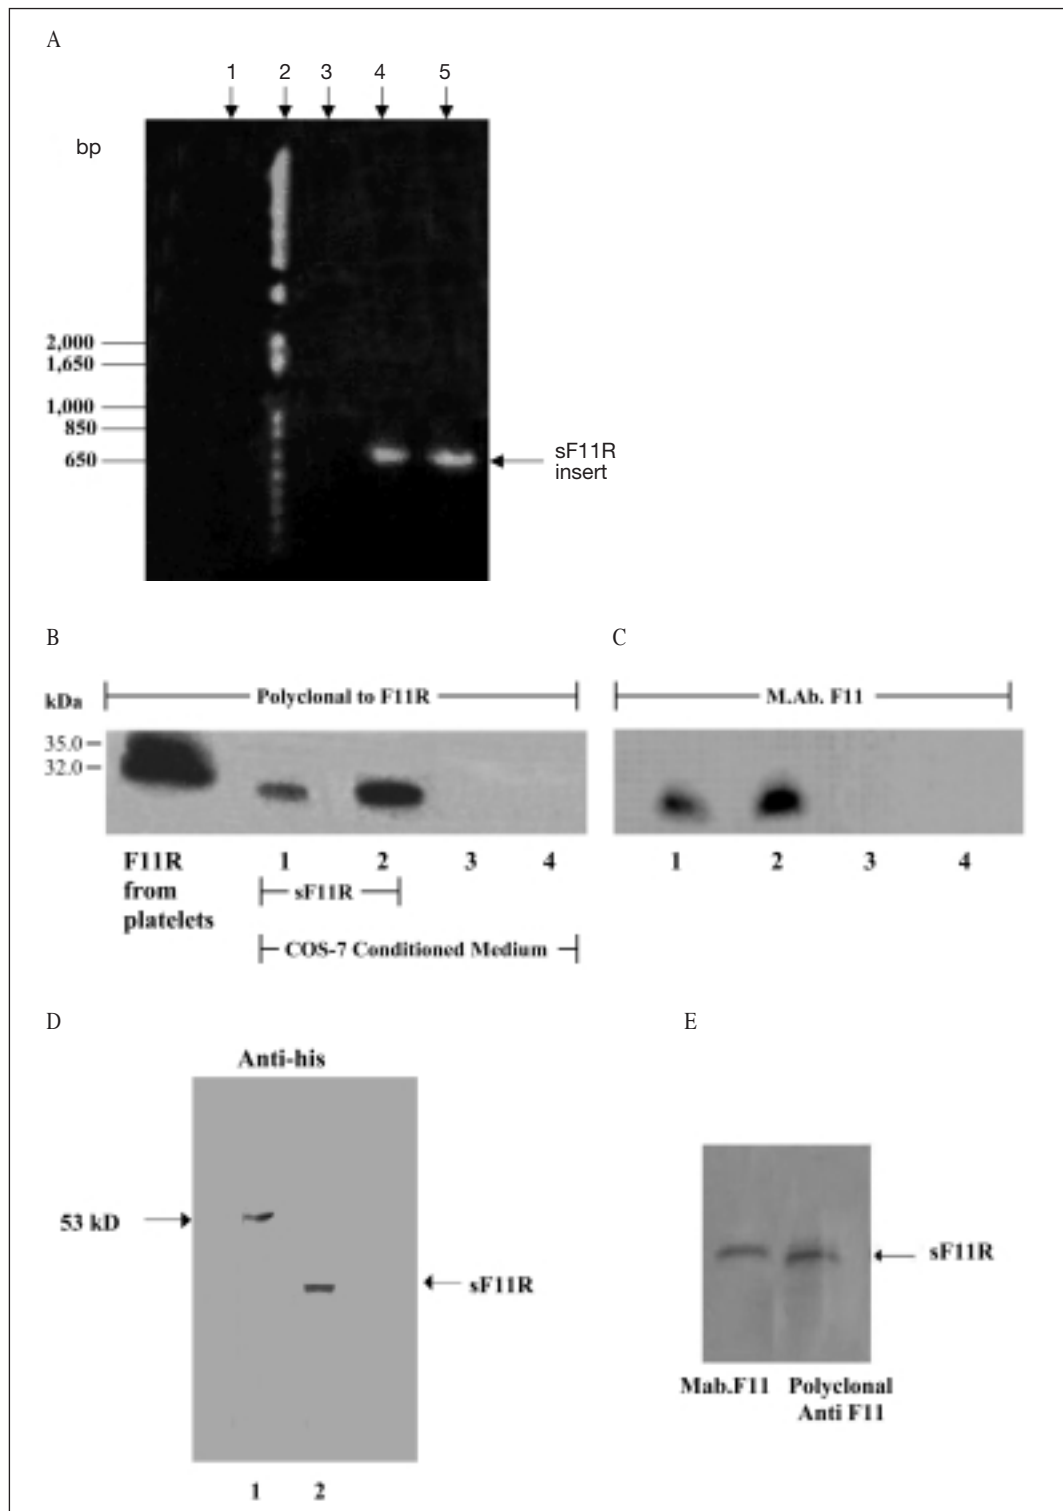 A
1 2 3 4 5
bp
2,000
1,650
1,000
850
650
sF11R
insert
B
kDa
Polyclonal to F11R
35.0
32.0
F11R
from
platelets
1 2 3 4
sF11R
COS-7 Conditioned Medium
C
M.Ab. F11
1 2 3 4
D
Anti-his
53 kD
sF11R
1 2
E
sF11R
Mab.F11 Polyclonal
Anti F11